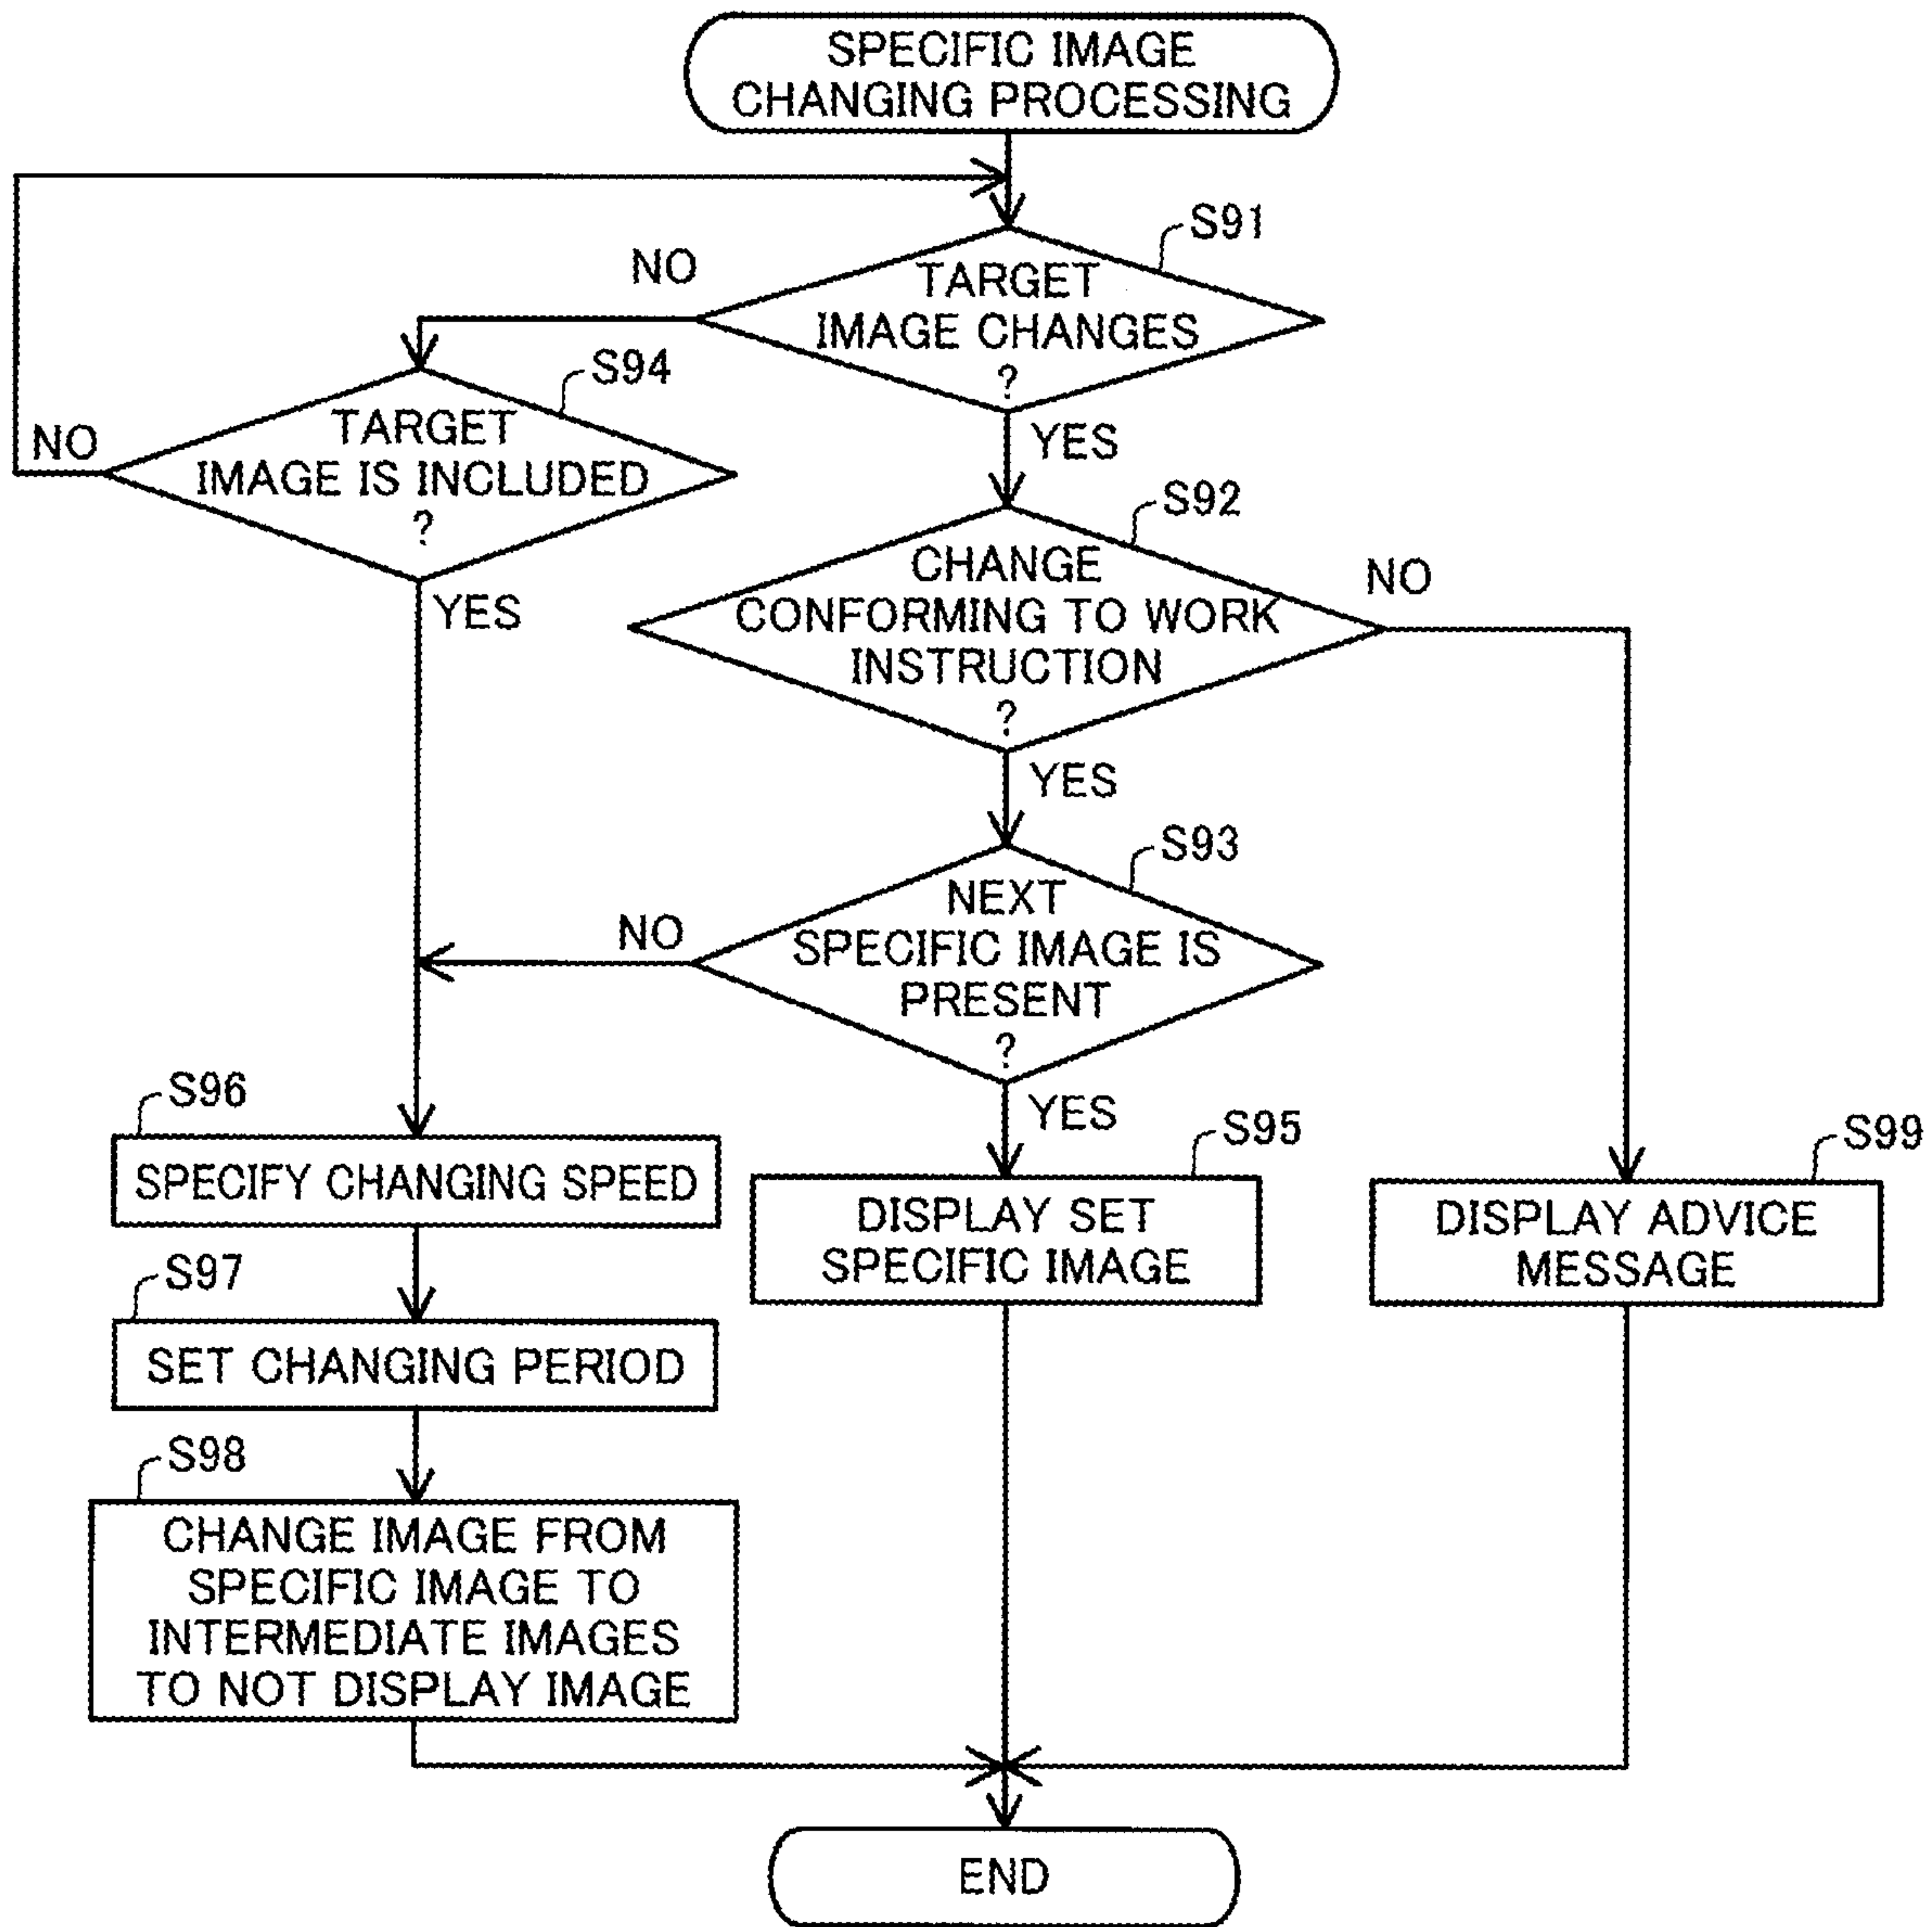 SPECIFIC IMAGE
CHANGING PROCESSING
S91
NO
TARGET
IMAGE CHANGES
?
YES
S94
TARGET
IMAGE IS INCLUDED
?
NO
YES
S92
CHANGE
CONFORMING TO WORK
INSTRUCTION
?
NO
YES
S93
NEXT
SPECIFIC IMAGE IS
PRESENT
?
NO
YES
S96
SPECIFY CHANGING SPEED
S95
DISPLAY SET
SPECIFIC IMAGE
S99
DISPLAY ADVICE
MESSAGE
S97
SET CHANGING PERIOD
S98
CHANGE IMAGE FROM
SPECIFIC IMAGE TO
INTERMEDIATE IMAGES
TO NOT DISPLAY IMAGE
END